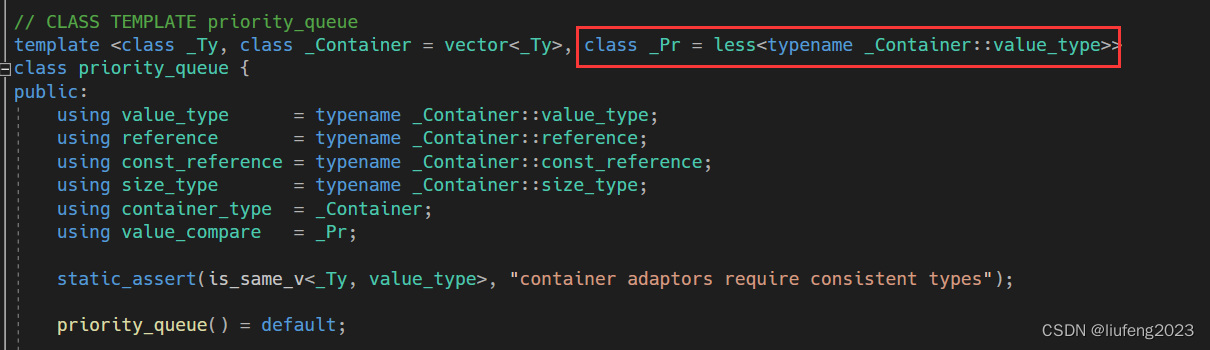 // CLASS TEMPLATE priority_queue
template <class _Ty, class _Container = vector<_Ty>, class _Pr = less<typename _Container::value_type>>
class priority_queue {
public:
    using value_type      = typename _Container::value_type;
    using reference       = typename _Container::reference;
    using const_reference = typename _Container::const_reference;
    using size_type       = typename _Container::size_type;
    using container_type  = _Container;
    using value_compare   = _Pr;

    static_assert(is_same_v<_Ty, value_type>, "container adaptors require consistent types");

    priority_queue() = default;
CSDN @liufeng2023